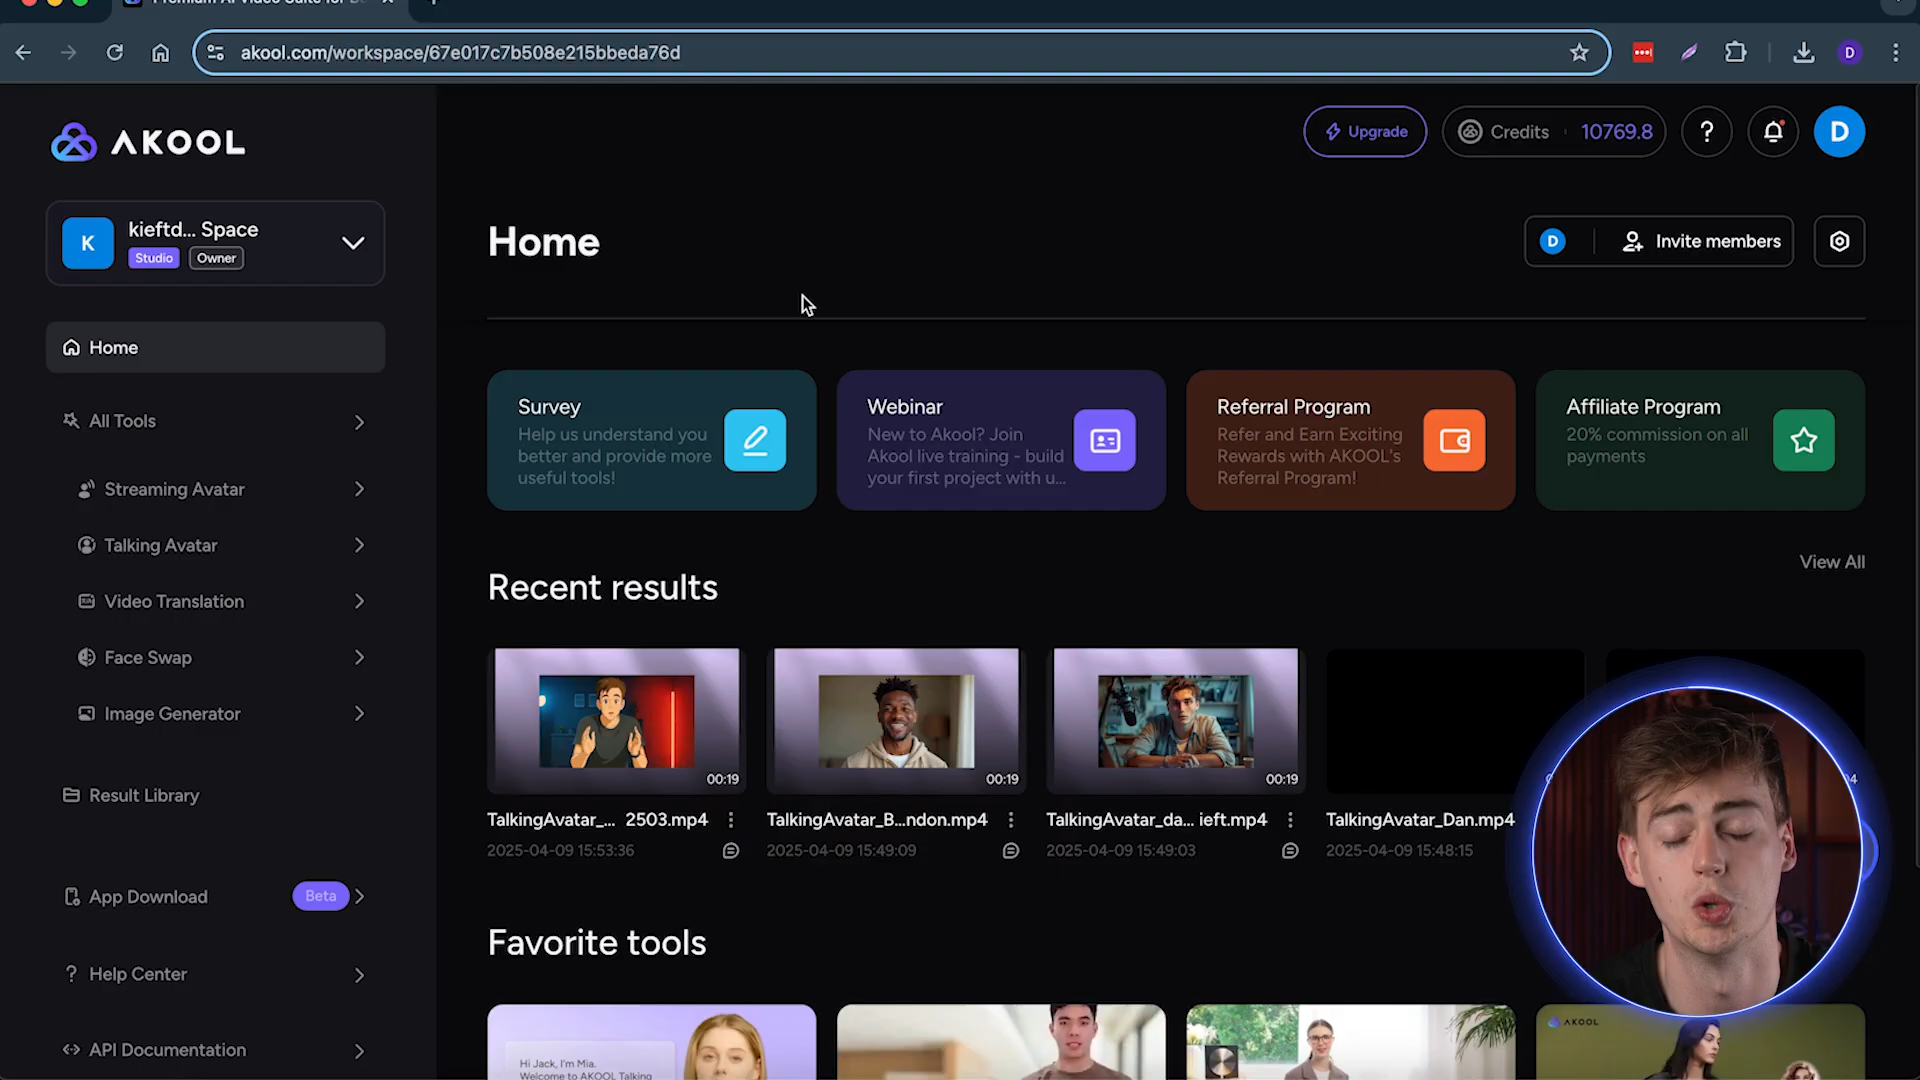 akool.com/workspace/67e017c7b508e215bbeda76d
D
AKOOL
Upgrade
Credits
10769.8
?
D
K
kieftd... Space
Studio
Owner
Home
D
Invite members
Home
All Tools
Streaming Avatar
Talking Avatar
Video Translation
Face Swap
Image Generator
Result Library
App Download
Beta
Help Center
API Documentation
Survey
Help us understand you
better and provide more
useful tools!
Webinar
New to Akool? Join
Akool live training - build
your first project with u...
Referral Program
Refer and Earn Exciting
Rewards with AKOOL's
Referral Program!
Affiliate Program
20% commission on all
payments
View All
Recent results
00:19
00:19
00:19
TalkingAvatar_... 2503.mp4
2025-04-09 15:53:36
TalkingAvatar_B...ndon.mp4
2025-04-09 15:49:09
TalkingAvatar_da... ieft.mp4
2025-04-09 15:49:03
TalkingAvatar_Dan.mp4
2025-04-09 15:48:15
Favorite tools
Hi Jack, I'm Mia.
Welcome to AKOOL Talking
AKOOL